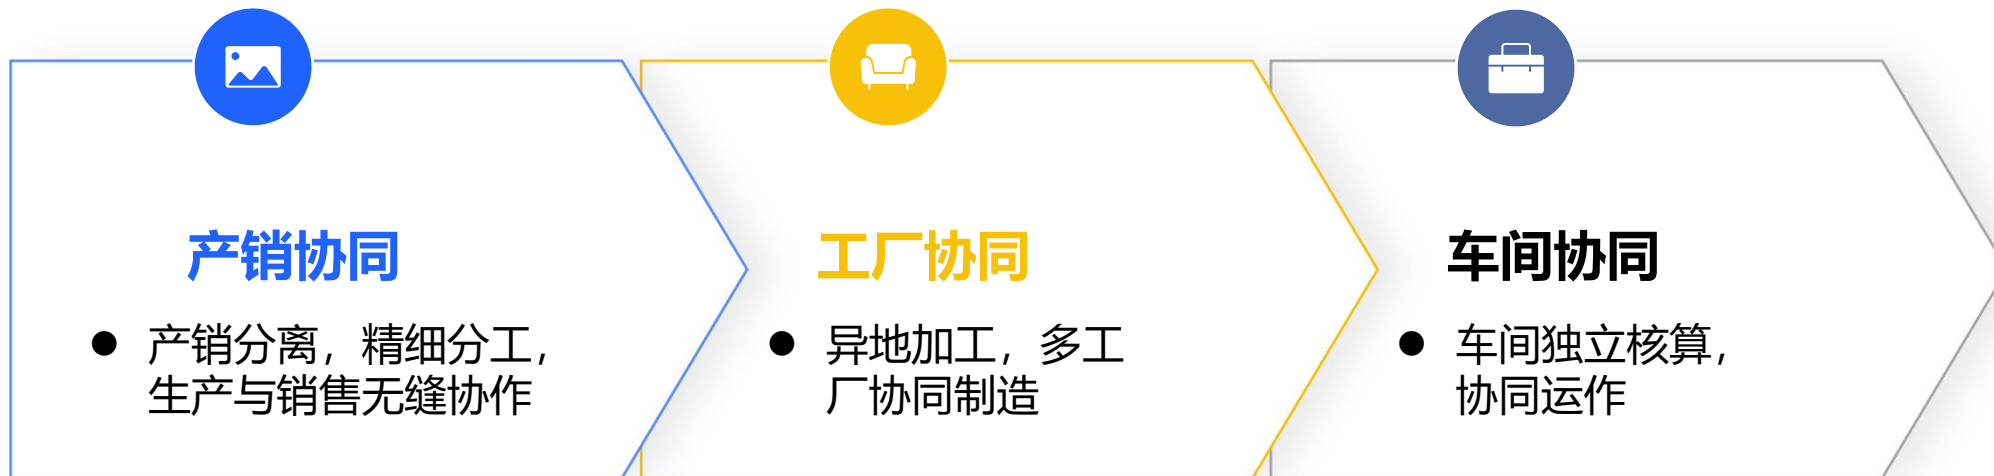 产销协同
● 产销分离，精细分工，
生产与销售无缝协作
工厂协同
● 异地加工，多工
厂协同制造
车间协同
● 车间独立核算，
协同运作